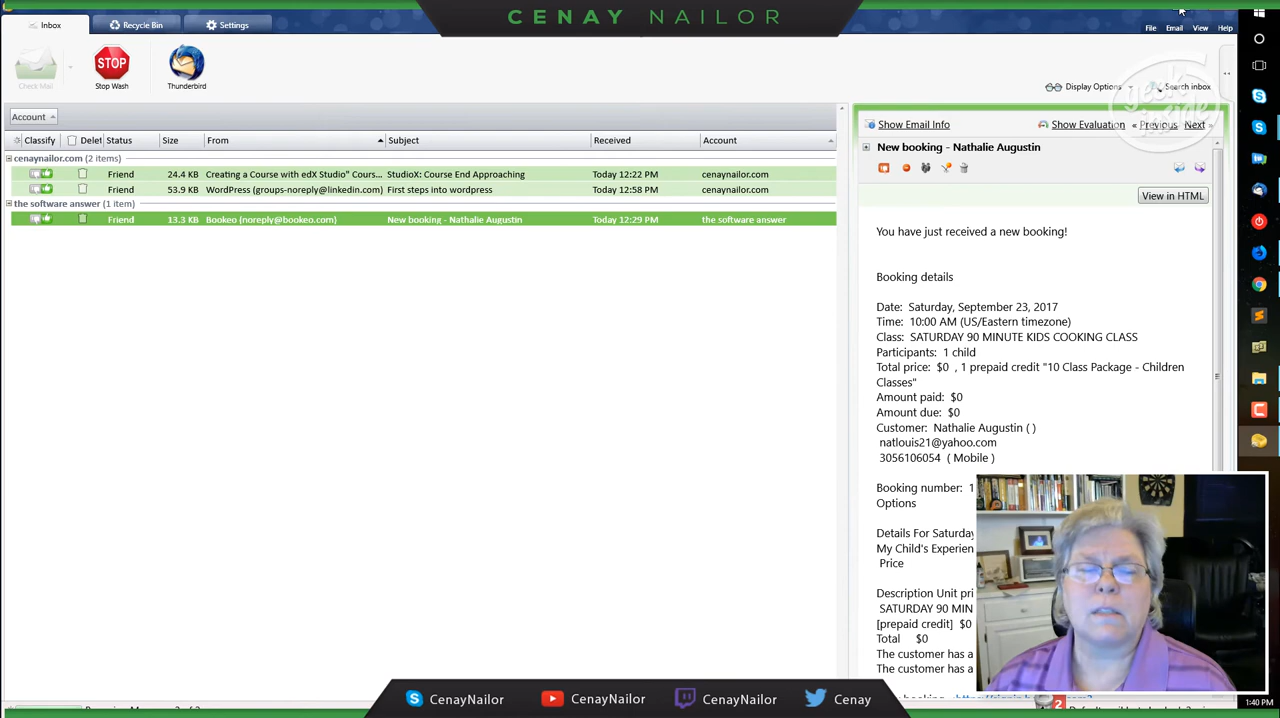 CENAY NAILOR
Inbox
Recycle Bin
Settings
File Email View Help
Check Mail
Stop Wash
STOP
Thunderbird
Display Options
Search inbox
geek inside
Account
Classify Delet Status Size From Subject Received Account
cenaynailor.com (2 items)
Friend 24.4 KB Creating a Course with edX Studio" Cours... StudioX: Course End Approaching Today 12:22 PM cenaynailor.com
Friend 53.9 KB WordPress (groups-noreply@linkedin.com) First steps into wordpress Today 12:58 PM cenaynailor.com
the software answer (1 item)
Friend 13.3 KB Bookeo (noreply@bookeo.com) New booking - Nathalie Augustin Today 12:29 PM the software answer
Show Email Info Show Evaluation « Previous Next »
New booking - Nathalie Augustin
View in HTML
You have just received a new booking!
Booking details
Date: Saturday, September 23, 2017
Time: 10:00 AM (US/Eastern timezone)
Class: SATURDAY 90 MINUTE KIDS COOKING CLASS
Participants: 1 child
Total price: $0 , 1 prepaid credit "10 Class Package - Children
Classes"
Amount paid: $0
Amount due: $0
Customer: Nathalie Augustin ( )
natlouis21@yahoo.com
3056106054 ( Mobile )
Booking number: 1
Options
Details For Saturday
My Child's Experien
Price
Description Unit pri
SATURDAY 90 MIN
[prepaid credit] $0
Total $0
The customer has a
The customer has a
CenayNailor CenayNailor CenayNailor Cenay
2
1:40 PM